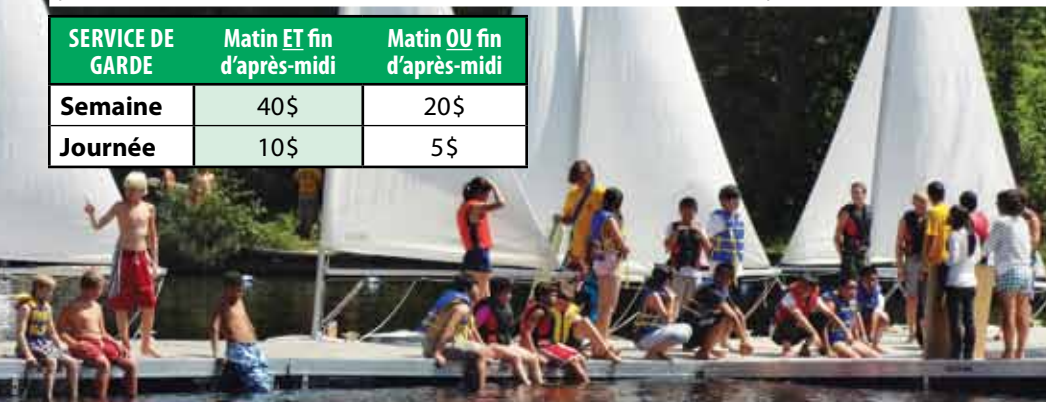 SERVICE DE GARDE
Matin ET fin d'après-midi
Matin OU fin d'après-midi
Semaine 40$ 20$
Journée 10$ 5$